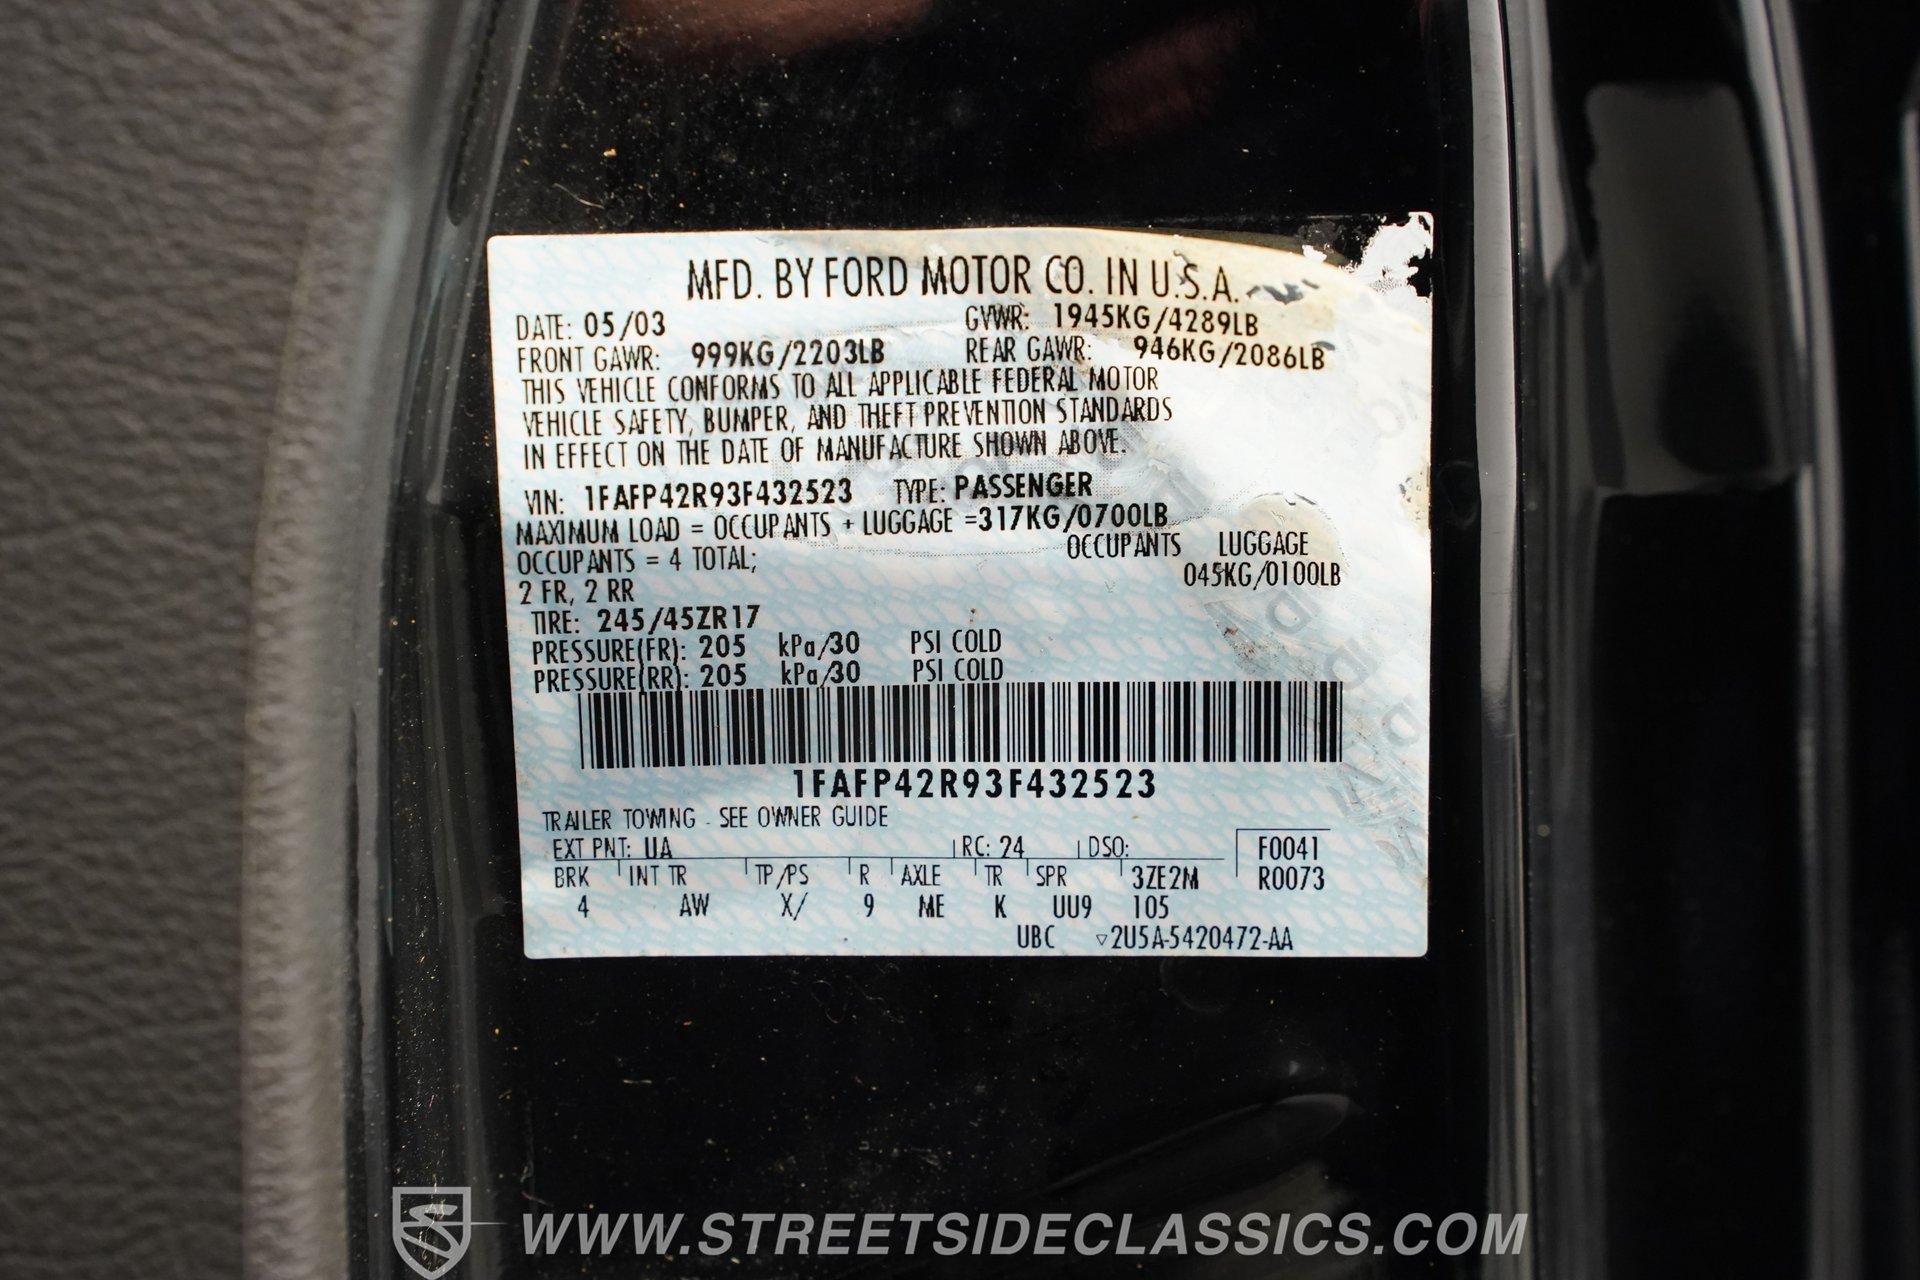 MFD. BY FORD MOTOR CO. IN U.S.A.
DATE: 05/03 GVWR: 1945KG/4289LB
FRONT GAWR: 999KG/2203LB REAR GAWR: 946KG/2086LB
THIS VEHICLE CONFORMS TO ALL APPLICABLE FEDERAL MOTOR
VEHICLE SAFETY, BUMPER, AND THEFT PREVENTION STANDARDS
IN EFFECT ON THE DATE OF MANUFACTURE SHOWN ABOVE.
VIN: 1FAFP42R93F432523 TYPE: PASSENGER
MAXIMUM LOAD = OCCUPANTS + LUGGAGE =317KG/0700LB
OCCUPANTS = 4 TOTAL; OCCUPANTS LUGGAGE
2 FR, 2 RR 045KG/0100LB
TIRE: 245/45ZR17
PRESSURE(FR): 205 kPa/30 PSI COLD
PRESSURE(RR): 205 kPa/30 PSI COLD
1FAFP42R93F432523
TRAILER TOWING - SEE OWNER GUIDE
EXT PNT: UA RC: 24 DSO: F0041
BRK INT TR TP/PS R AXLE TR SPR 3ZE2M R0073
4 AW X/ 9 ME K UU9 105
UBC ▽2U5A-5420472-AA
WWW.STREETSIDECLASSICS.COM